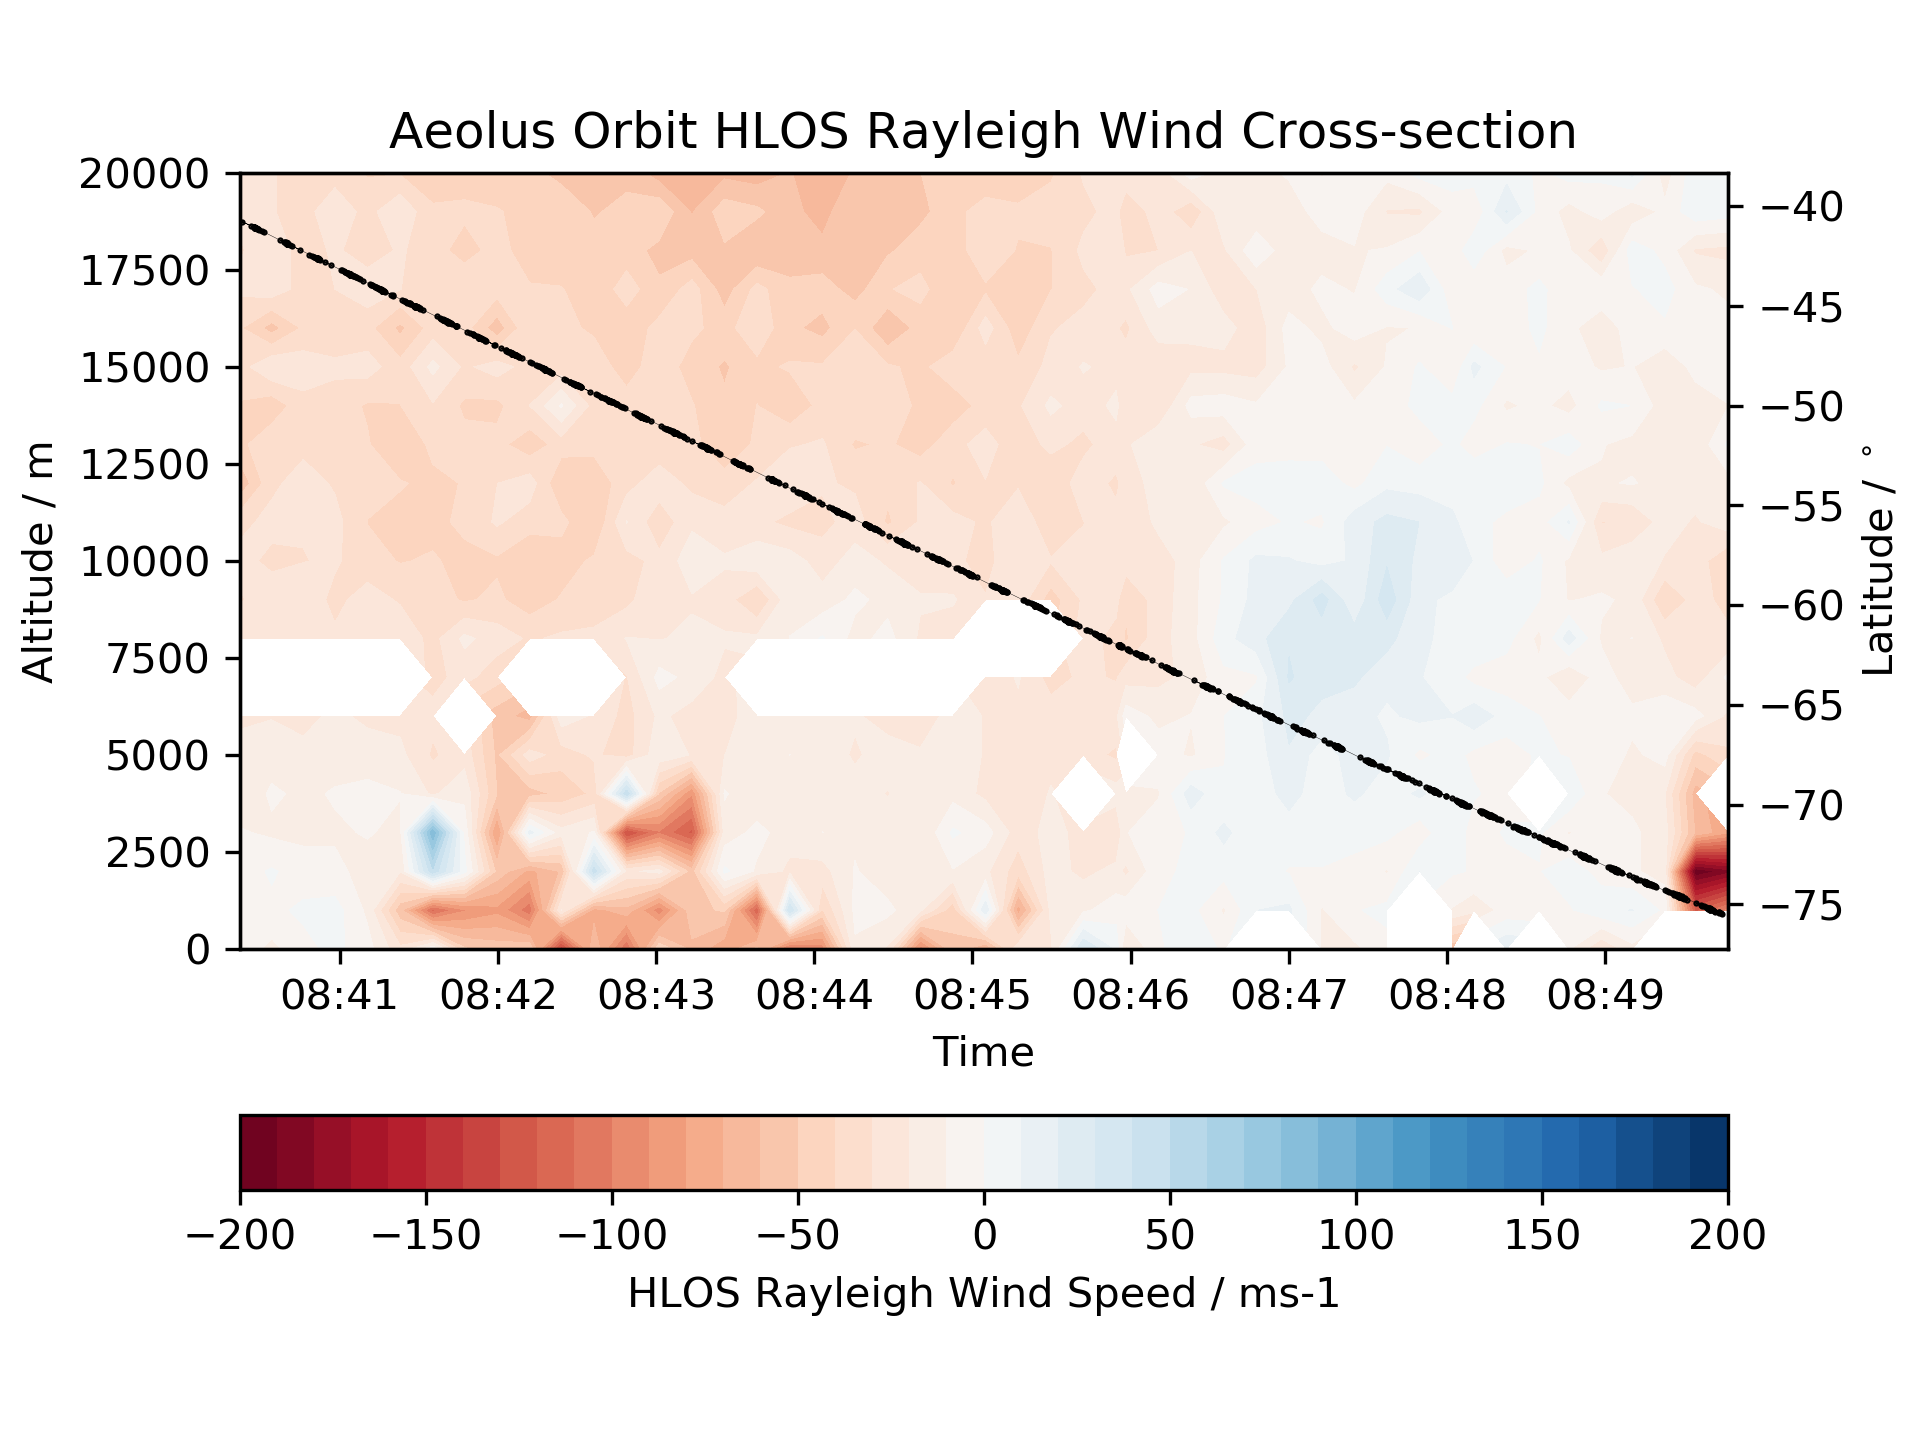 Aeolus Orbit HLOS Rayleigh Wind Cross-section
20000
17500
15000
12500
10000
7500
5000
2500
0
Altitude / m
−40
−45
−50
−55
−60
−65
−70
−75
Latitude / °
08:41 08:42 08:43 08:44 08:45 08:46 08:47 08:48 08:49
Time
−200 −150 −100 −50 0 50 100 150 200
HLOS Rayleigh Wind Speed / ms-1